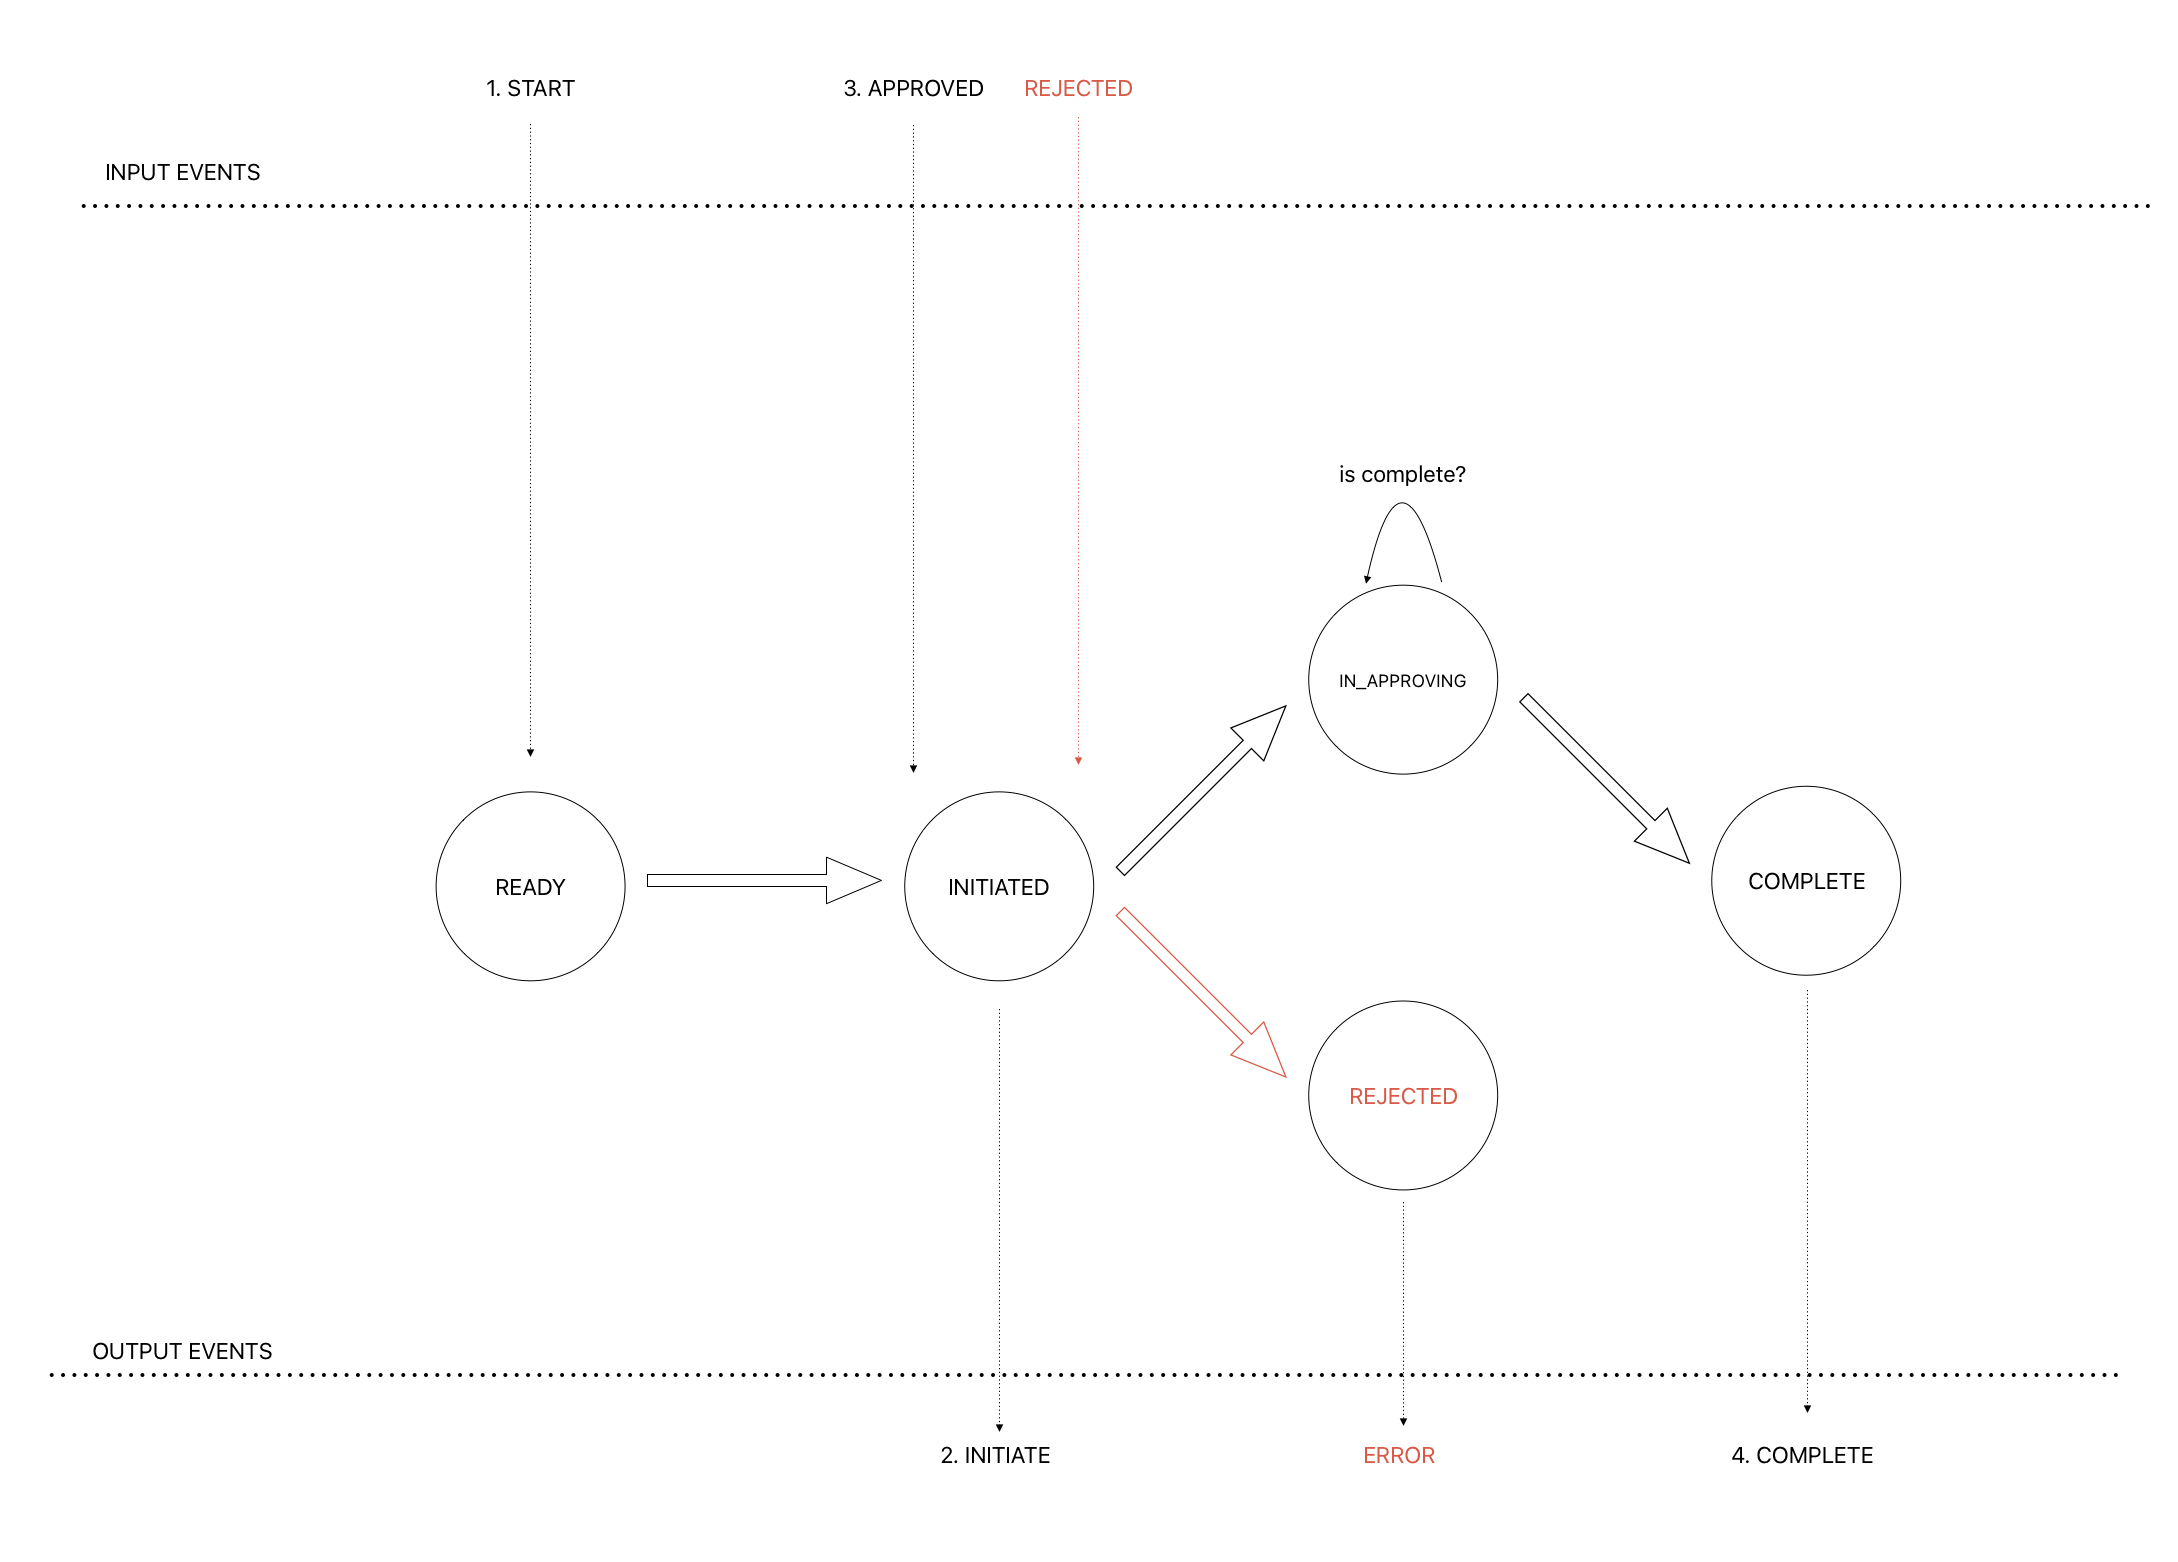 1. START
3. APPROVED
REJECTED
INPUT EVENTS
is complete?
IN_APPROVING
READY
INITIATED
COMPLETE
REJECTED
OUTPUT EVENTS
2. INITIATE
ERROR
4. COMPLETE